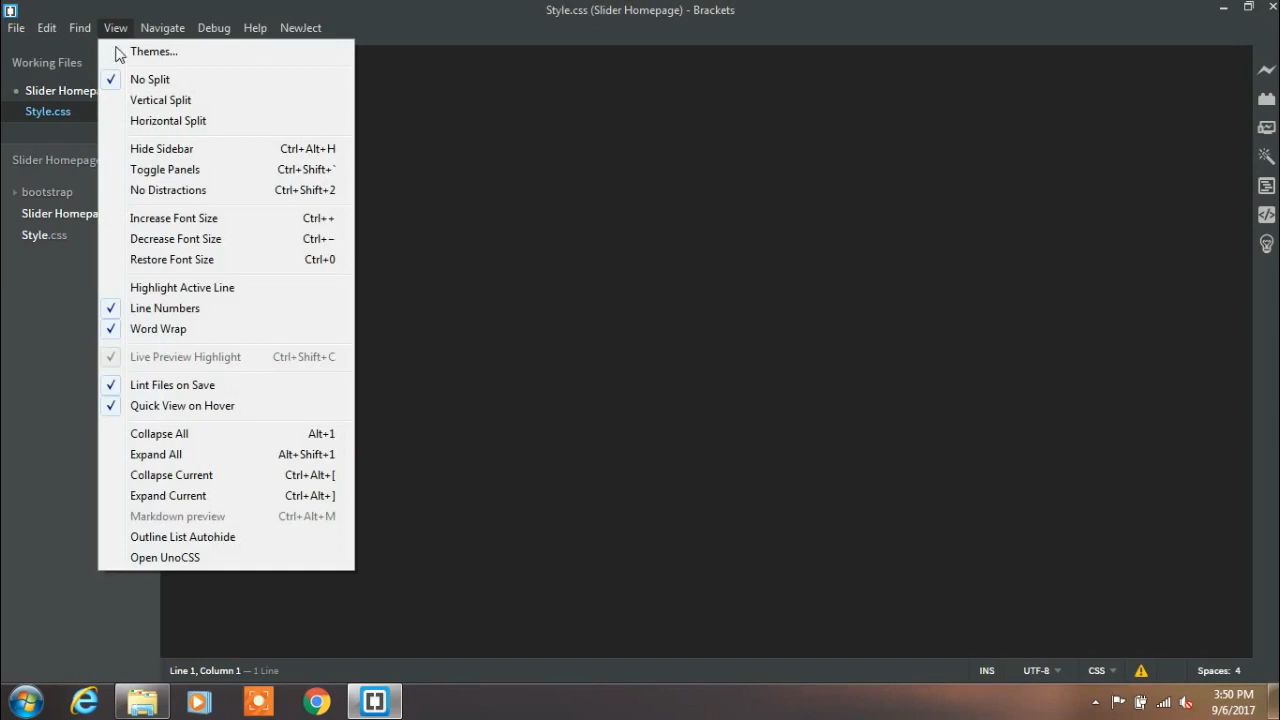 Style.css (Slider Homepage) - Brackets
File Edit Find View Navigate Debug Help NewJect
Working Files
Slider Homep
Style.css
Slider Homepage
bootstrap
Slider Homepa
Style.css
Themes...
No Split
Vertical Split
Horizontal Split
Hide Sidebar Ctrl+Alt+H
Toggle Panels Ctrl+Shift+`
No Distractions Ctrl+Shift+2
Increase Font Size Ctrl++
Decrease Font Size Ctrl+−
Restore Font Size Ctrl+0
Highlight Active Line
Line Numbers
Word Wrap
Live Preview Highlight Ctrl+Shift+C
Lint Files on Save
Quick View on Hover
Collapse All Alt+1
Expand All Alt+Shift+1
Collapse Current Ctrl+Alt+[
Expand Current Ctrl+Alt+]
Markdown preview Ctrl+Alt+M
Outline List Autohide
Open UnoCSS
Line 1, Column 1 — 1 Line
INS UTF-8 CSS Spaces: 4
3:50 PM
9/6/2017